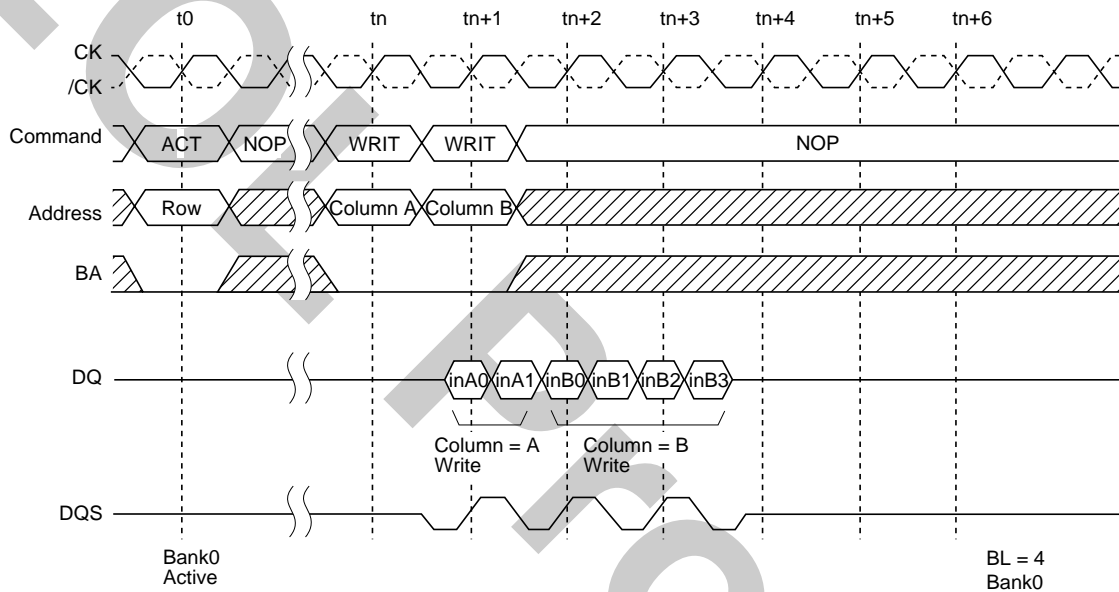 t0 tn tn+1 tn+2 tn+3 tn+4 tn+5 tn+6
CK
/CK
Command ACT NOP WRIT WRIT NOP
Address Row Column A Column B
BA
DQ inA0 inA1 inB0 inB1 inB2 inB3
Column = A Column = B
Write Write
DQS
Bank0 BL = 4
Active Bank0